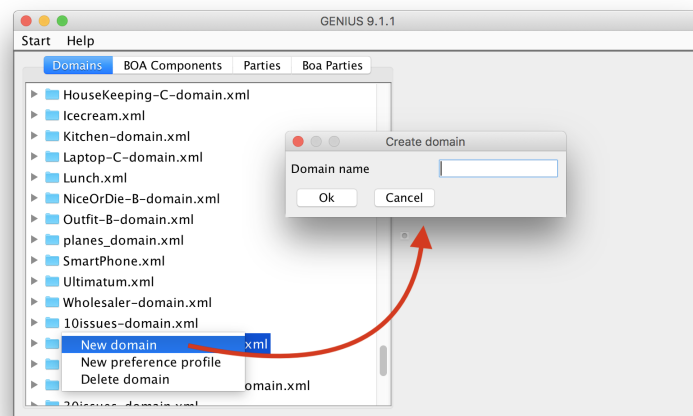 GENIUS 9.1.1
Start Help
Domains BOA Components Parties Boa Parties
HouseKeeping-C-domain.xml
Icecream.xml
Kitchen-domain.xml
Laptop-C-domain.xml
Lunch.xml
NiceOrDie-B-domain.xml
Outfit-B-domain.xml
planes_domain.xml
SmartPhone.xml
Ultimatum.xml
Wholesaler-domain.xml
10issues-domain.xml
xml
omain.xml
20issues-domain.xml
New domain
New preference profile
Delete domain
Create domain
Domain name
Ok Cancel